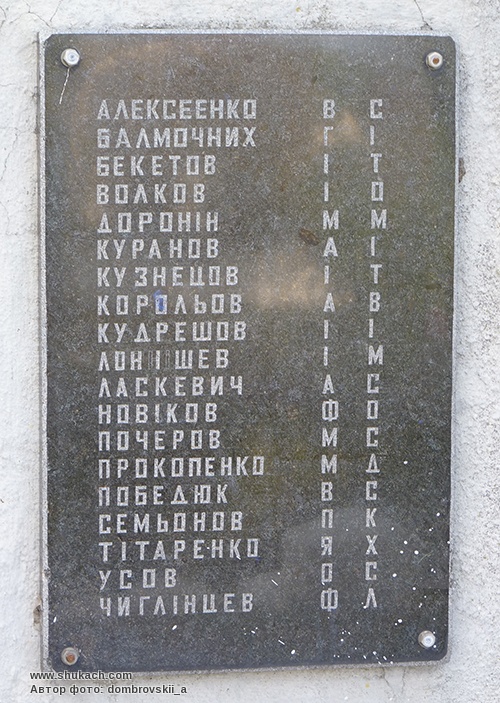 АЛЕКСЕЕНКО В С
БАЛМОЧНИХ Г І
БЕКЕТОВ І Т
ВОЛКОВ І О
ДОРОНІН М М
КУРАНОВ А І
КУЗНЕЦОВ І Т
КОРОЛЬОВ А В
КУДРЕШОВ І І
ЛОНІШЕВ І М
ЛАСКЕВИЧ А С
НОВІКОВ Ф О
ПОЧЕРОВ М С
ПРОКОПЕНКО М Д
ПОБЕДЮК В С
СЕМЬОНОВ П К
ТІТАРЕНКО Я Х
УСОВ О С
ЧИГЛІНЦЕВ Ф Л
www.shukach.com
Автор фото: dombrovskii_a